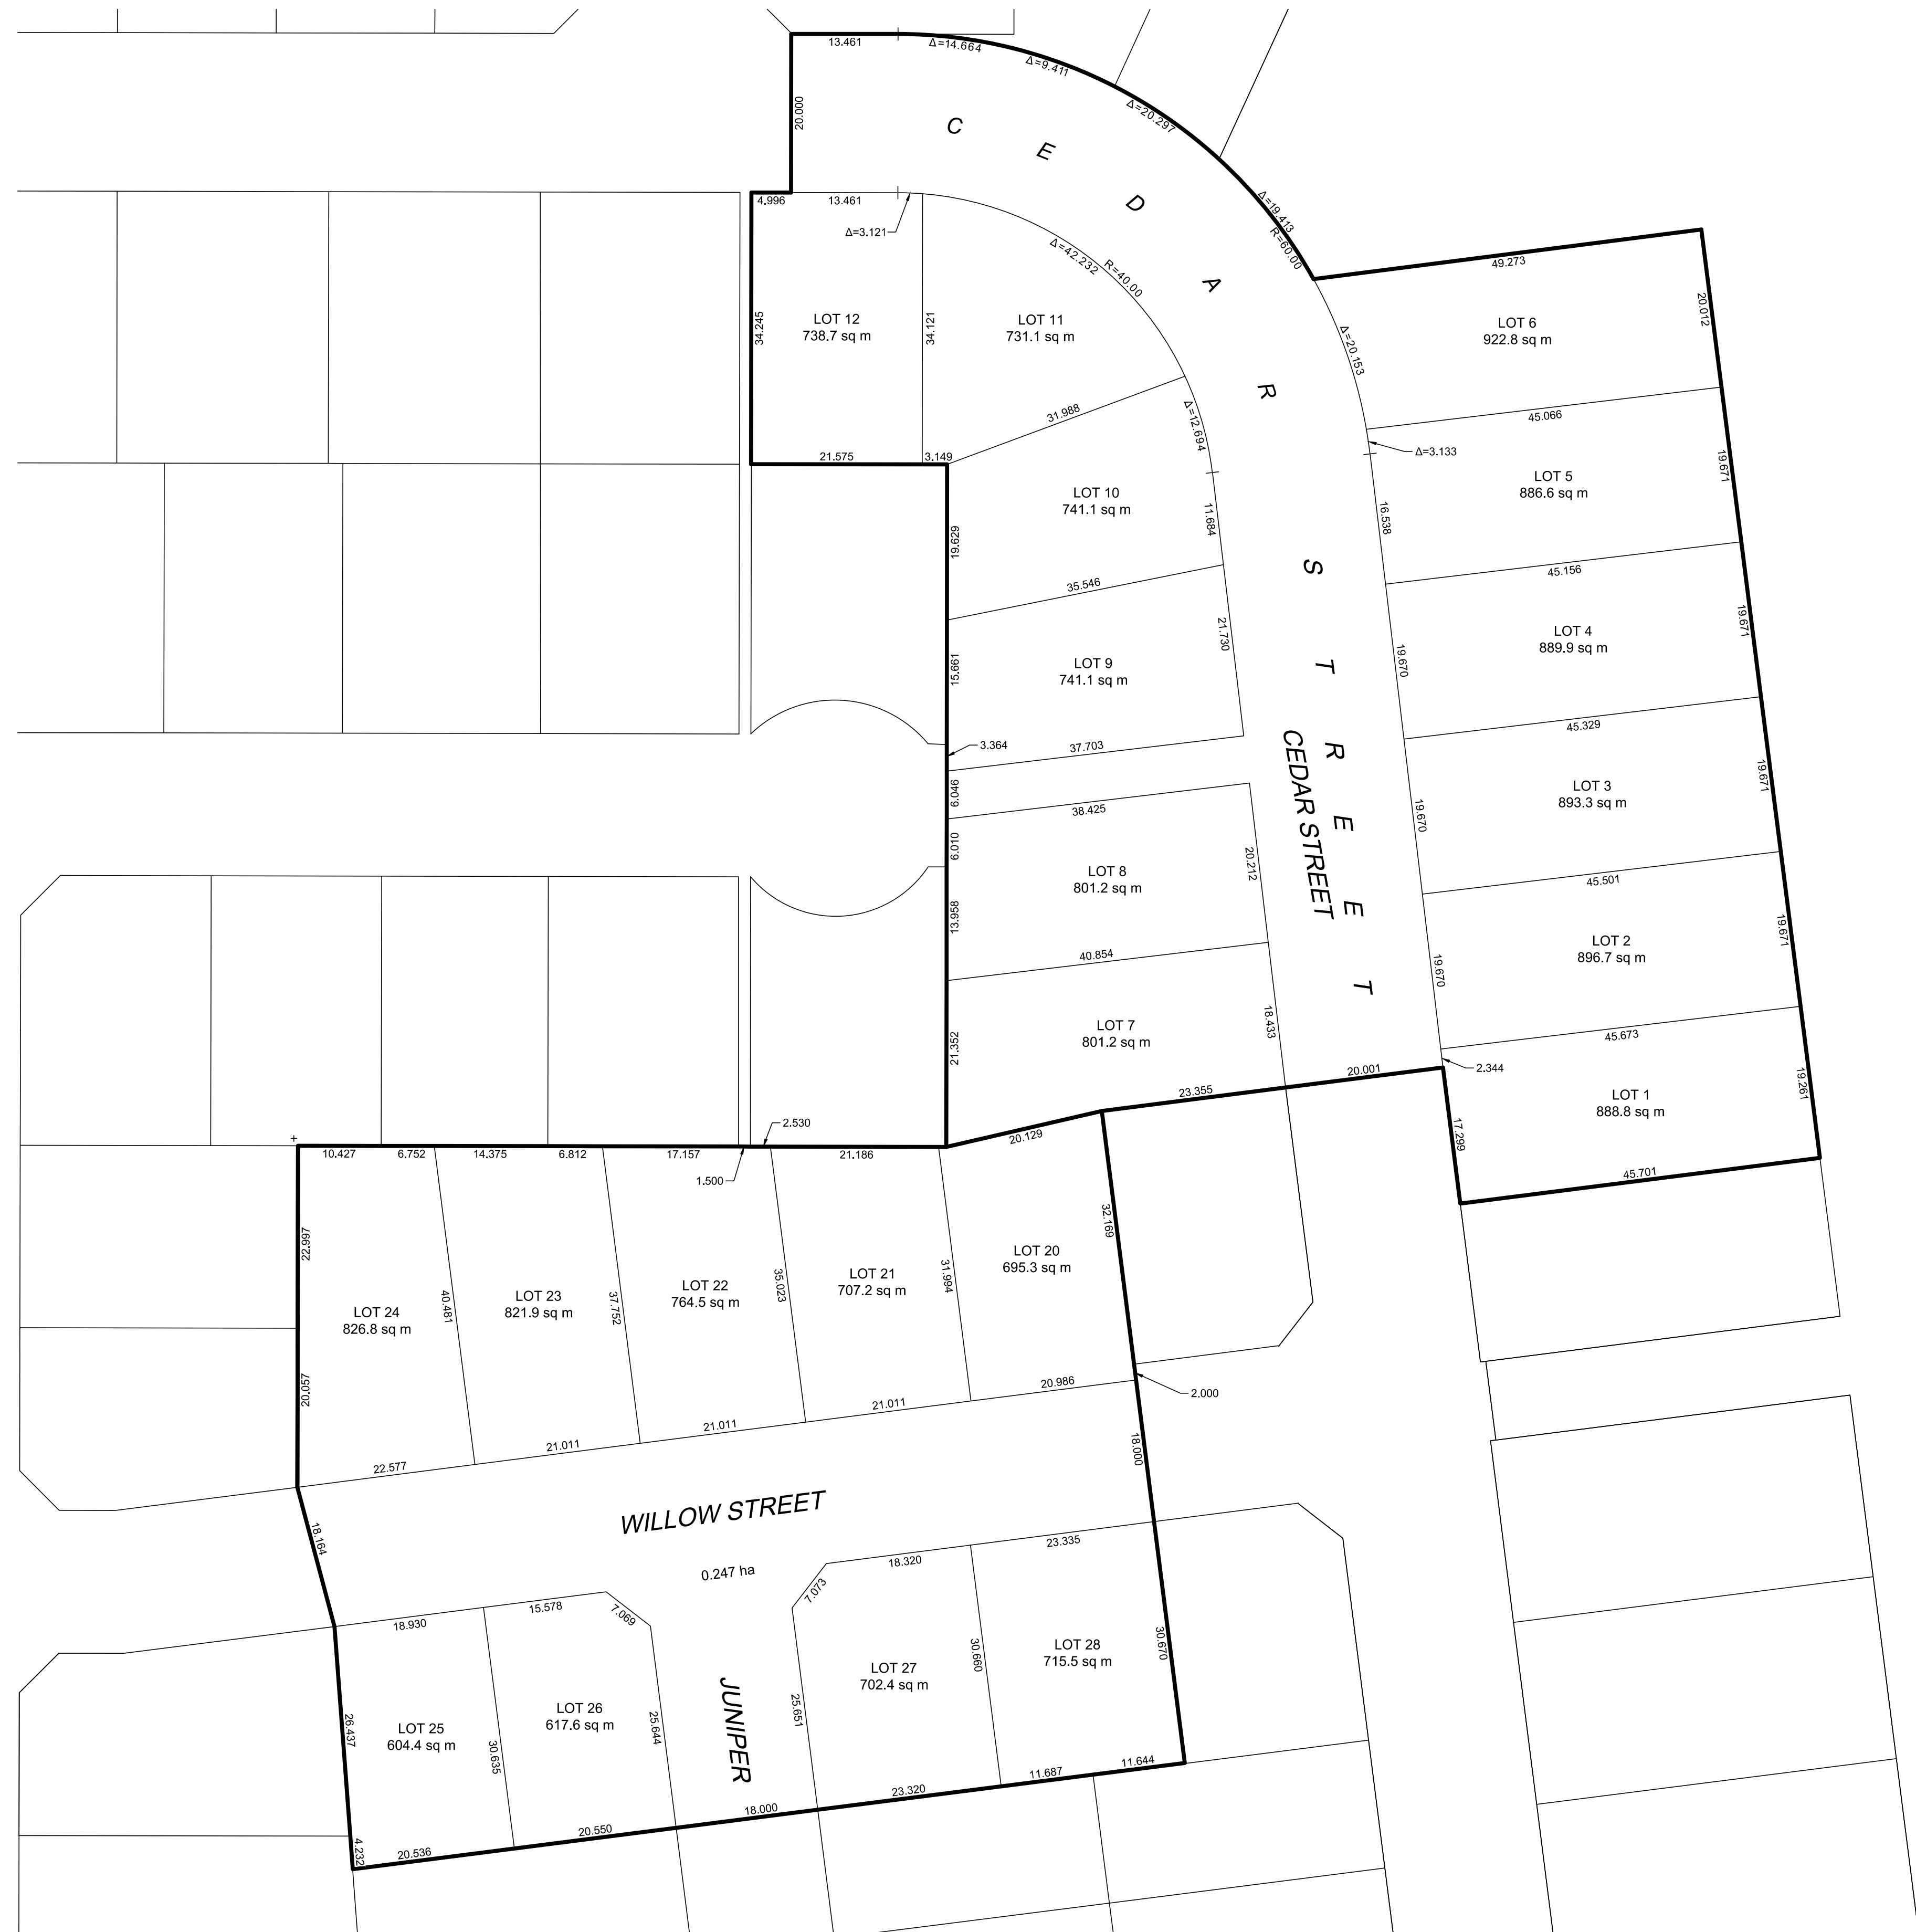 13.461
Δ=14.664
Δ=9.411
Δ=20.297
Δ=19.413
R=60.00
20.000
CEDAR STREET
4.996
13.461
Δ=3.121
Δ=42.232
R=40.00
34.245
LOT 12
738.7 sq m
34.121
LOT 11
731.1 sq m
49.273
20.012
LOT 6
922.8 sq m
Δ=20.153
45.066
Δ=3.133
31.988
Δ=12.694
21.575
3.149
LOT 10
741.1 sq m
11.684
19.629
LOT 5
886.6 sq m
16.538
19.671
45.156
35.546
LOT 9
741.1 sq m
21.730
15.661
LOT 4
889.9 sq m
19.670
19.671
45.329
3.364
37.703
6.046
38.425
6.010
CEDAR STREET
LOT 3
893.3 sq m
19.670
19.671
45.501
LOT 8
801.2 sq m
20.212
13.958
40.854
LOT 2
896.7 sq m
19.670
19.671
45.673
LOT 7
801.2 sq m
18.433
21.352
2.344
LOT 1
888.8 sq m
19.261
17.299
45.701
20.001
23.355
20.129
2.530
10.427
6.752
14.375
6.812
17.157
1.500
21.186
22.997
20.057
LOT 24
826.8 sq m
40.481
LOT 23
821.9 sq m
37.752
LOT 22
764.5 sq m
35.023
LOT 21
707.2 sq m
31.994
LOT 20
695.3 sq m
32.169
22.577
21.011
21.011
21.011
20.986
2.000
18.000
18.164
WILLOW STREET
0.247 ha
18.930
15.578
7.069
7.073
18.320
23.335
26.437
LOT 25
604.4 sq m
30.635
LOT 26
617.6 sq m
25.644
JUNIPER
25.651
LOT 27
702.4 sq m
30.660
LOT 28
715.5 sq m
30.670
4.232
20.536
20.550
18.000
23.320
11.687
11.644